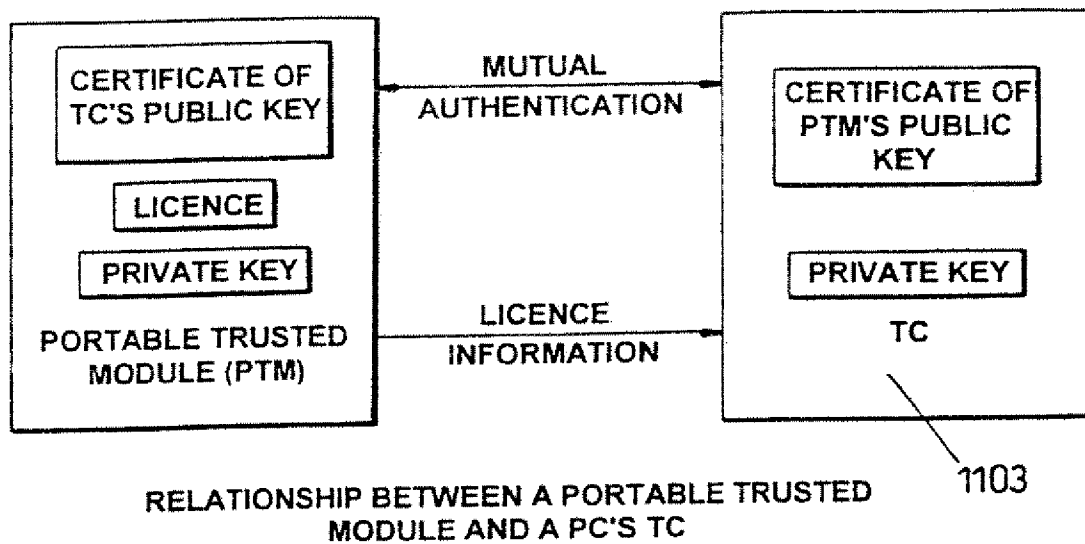 CERTIFICATE OF
TC'S PUBLIC KEY
LICENCE
PRIVATE KEY
PORTABLE TRUSTED
MODULE (PTM)
MUTUAL
AUTHENTICATION
LICENCE
INFORMATION
CERTIFICATE OF
PTM'S PUBLIC
KEY
PRIVATE KEY
TC
1103
RELATIONSHIP BETWEEN A PORTABLE TRUSTED
MODULE AND A PC'S TC